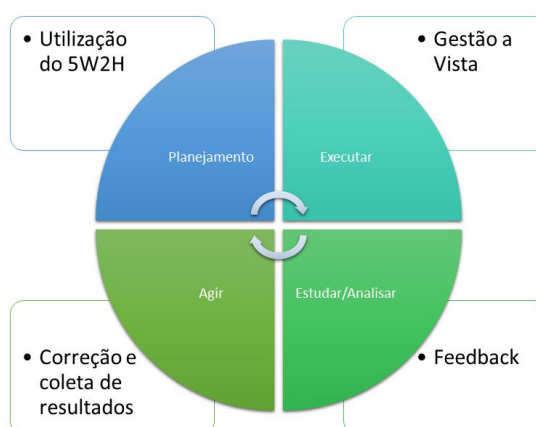 • Utilização
do 5W2H
• Gestão a
Vista
Planejamento
Executar
Agir
Estudar/Analisar
• Correção e
coleta de
resultados
• Feedback